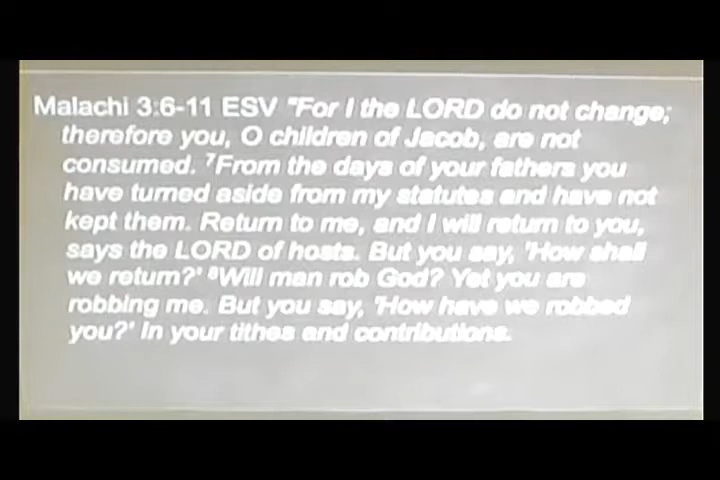 Malachi 3:6-11 ESV "For I the LORD do not change;
therefore you, O children of Jacob, are not
consumed. ⁷From the days of your fathers you
have turned aside from my statutes and have not
kept them. Return to me, and I will return to you,
says the LORD of hosts. But you say, 'How shall
we return?' ⁸Will man rob God? Yet you are
robbing me. But you say, 'How have we robbed
you?' In your tithes and contributions.